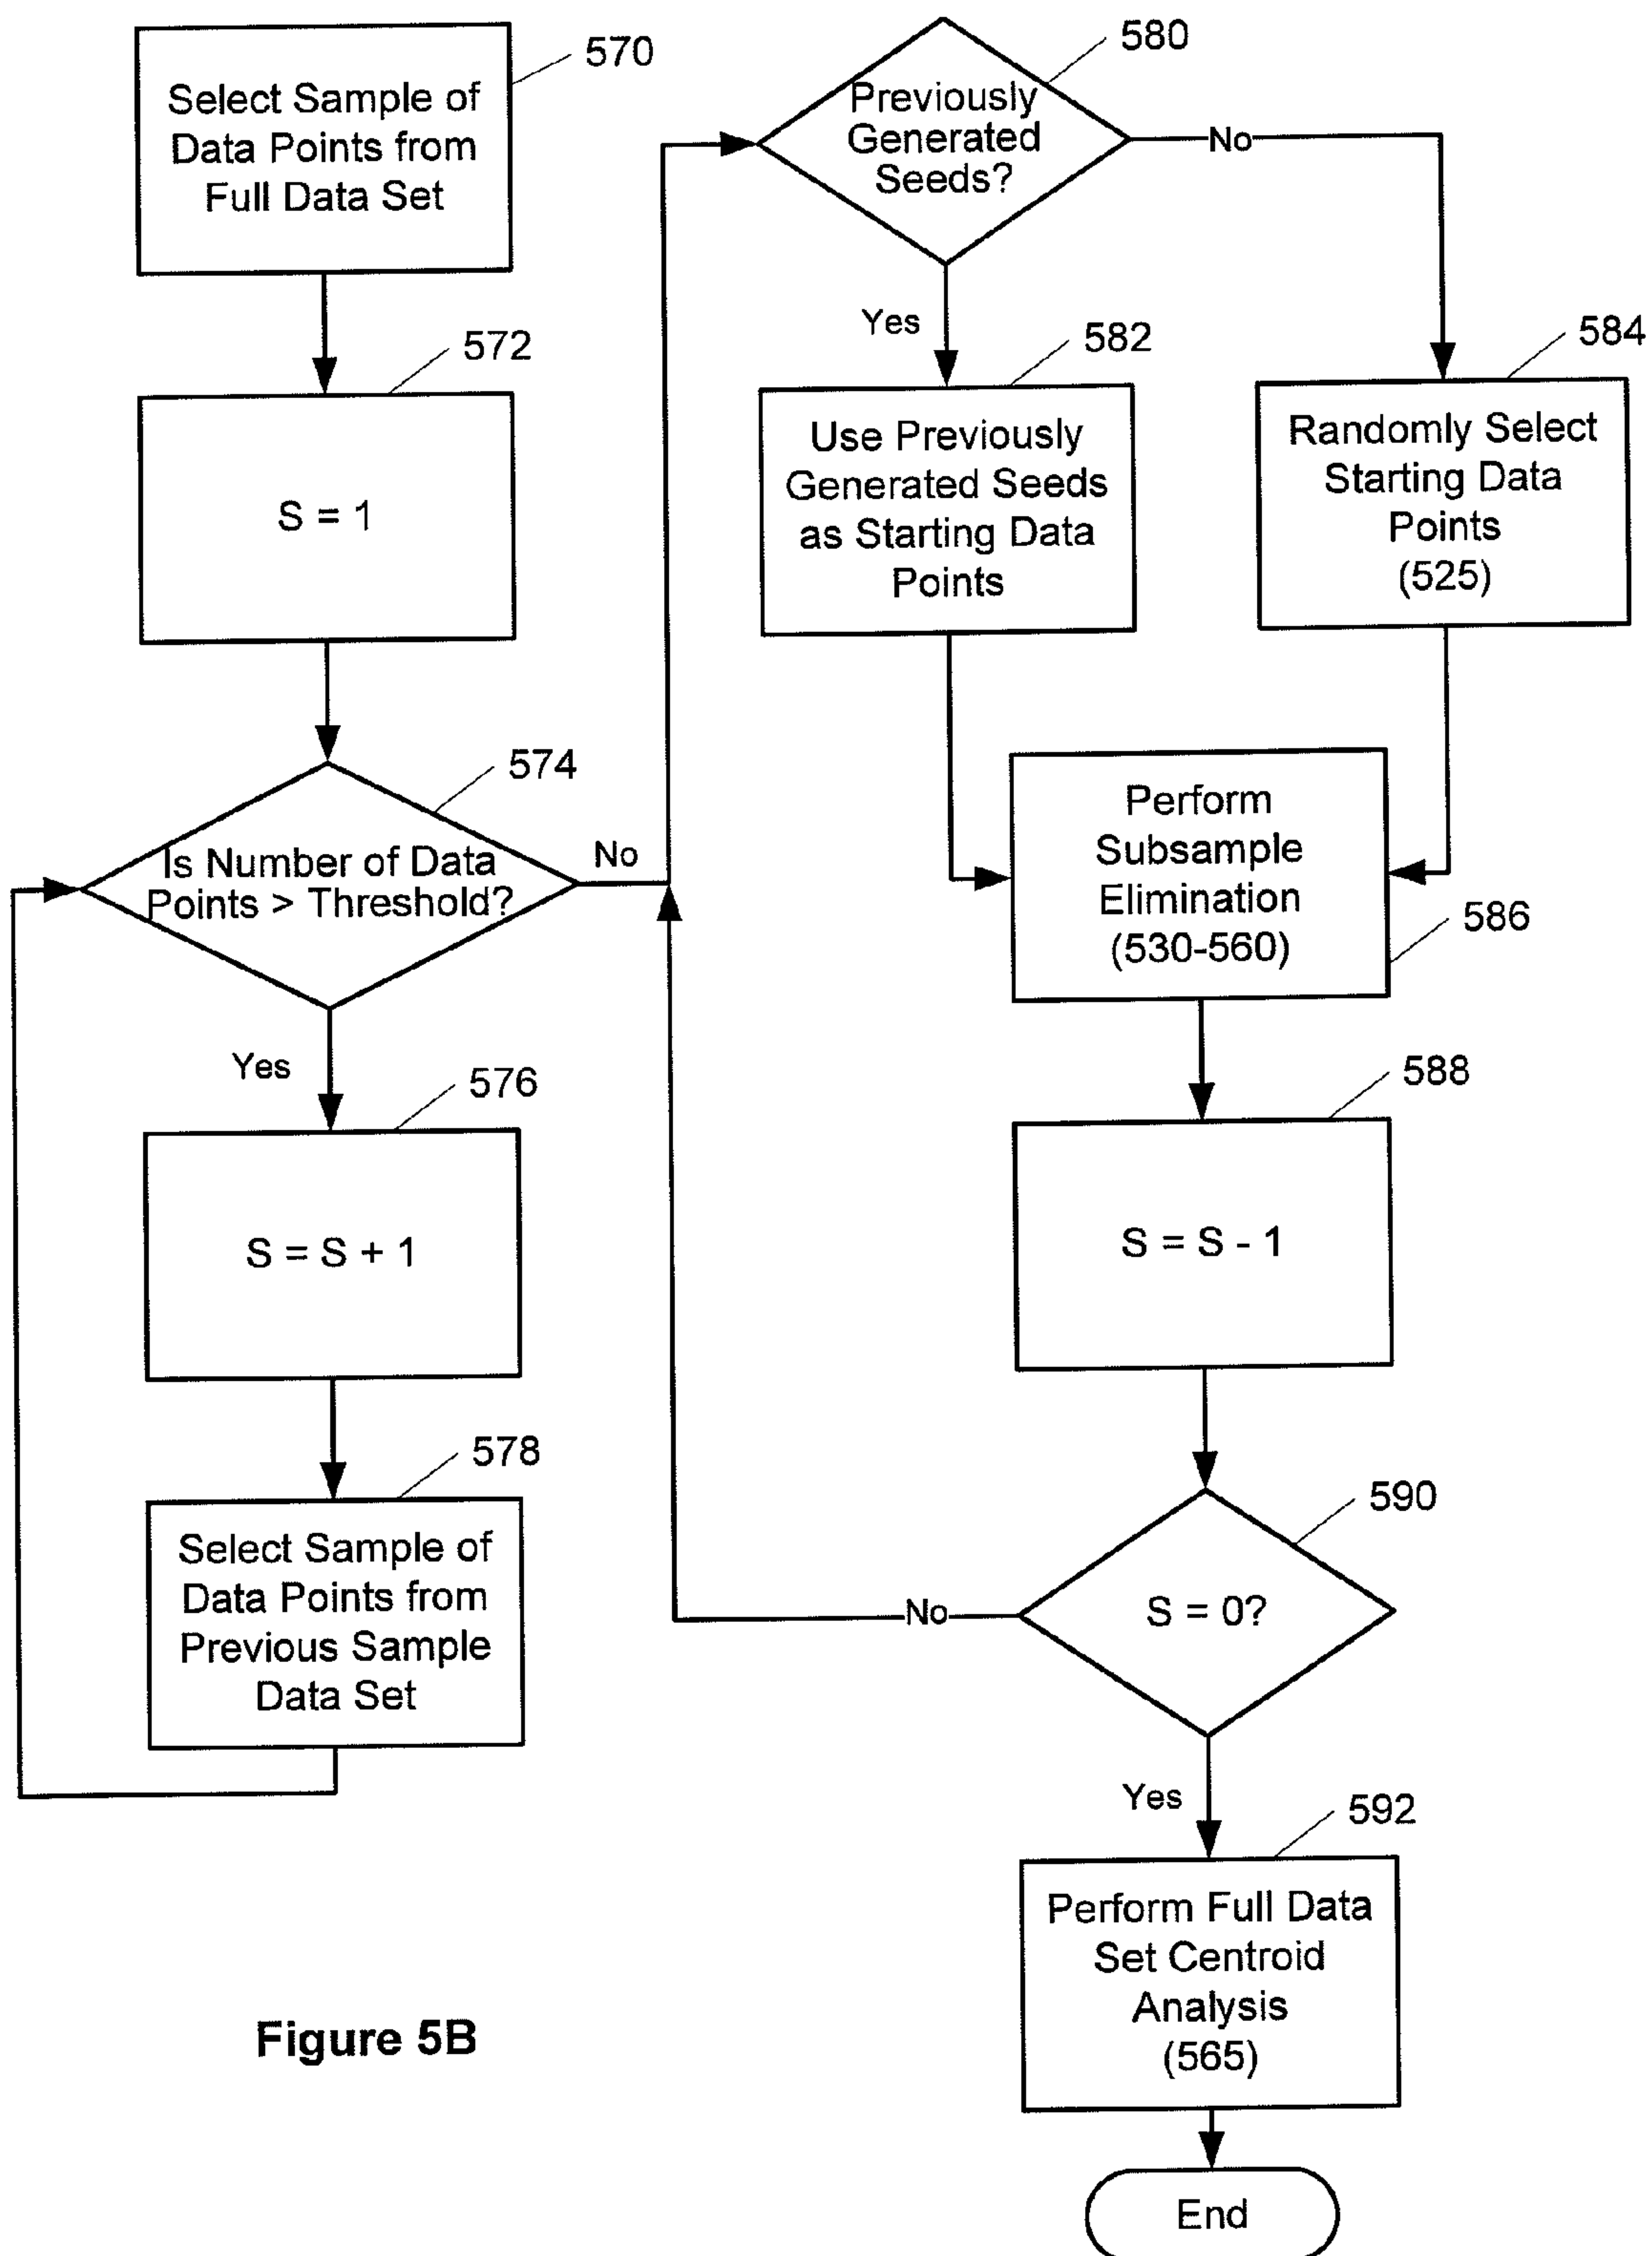 570
Select Sample of
Data Points from
Full Data Set
572
S = 1
574
Is Number of Data
Points > Threshold?
No
Yes
576
S = S + 1
578
Select Sample of
Data Points from
Previous Sample
Data Set
580
Previously
Generated
Seeds?
No
Yes
582
Use Previously
Generated Seeds
as Starting Data
Points
584
Randomly Select
Starting Data
Points
(525)
Perform
Subsample
Elimination
(530-560)
586
588
S = S - 1
590
S = 0?
No
Yes
592
Perform Full Data
Set Centroid
Analysis
(565)
End
Figure 5B